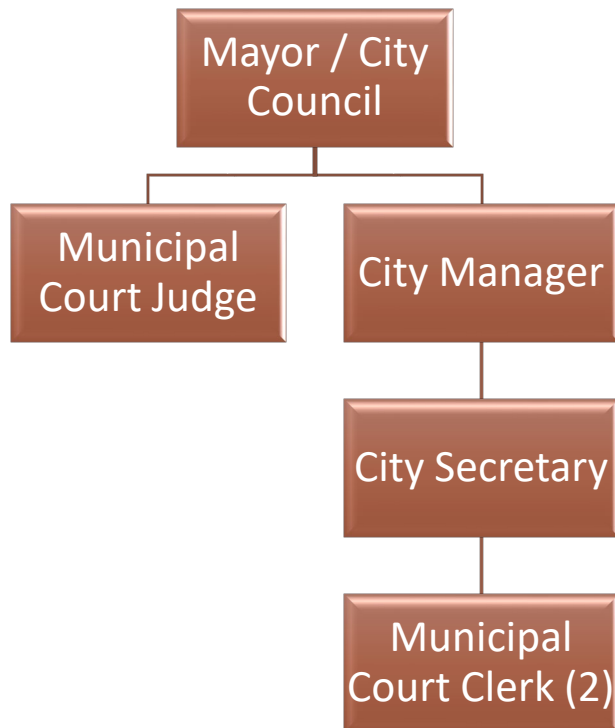 Mayor / City
Council
Municipal
Court Judge
City Manager
City Secretary
Municipal
Court Clerk (2)